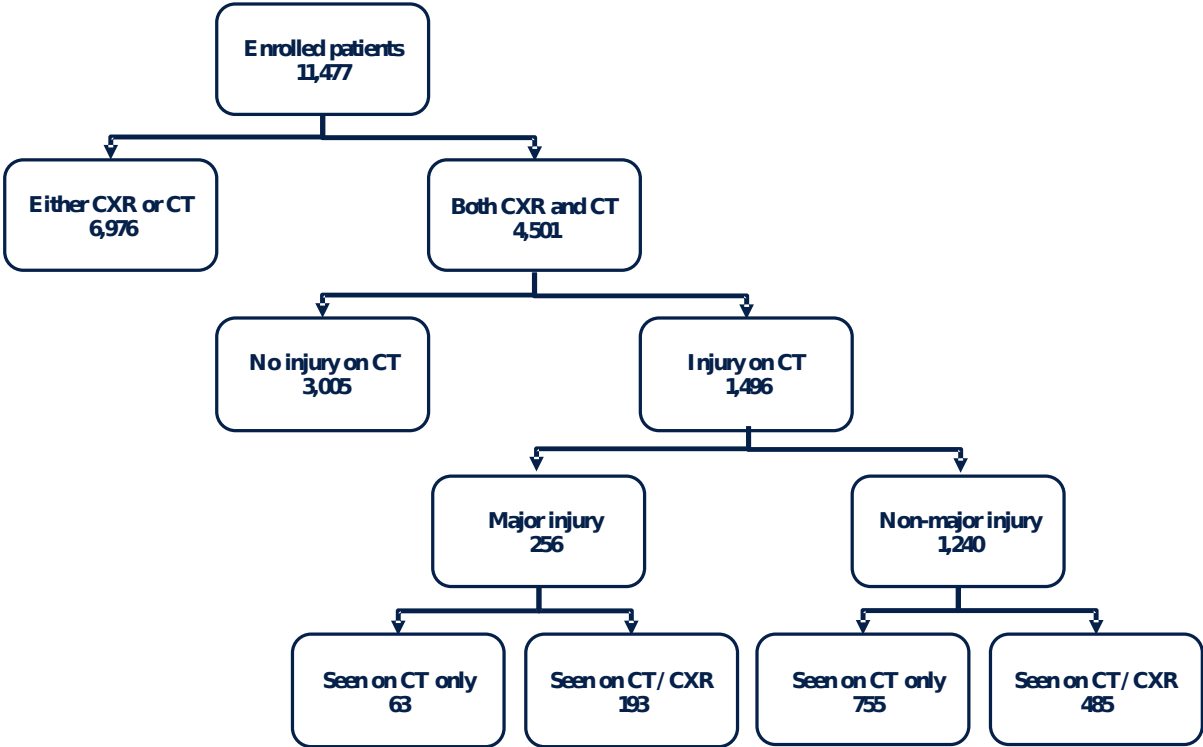 Enrolled patients
11,477
Either CXR or CT
6,976
Both CXR and CT
4,501
No injury on CT
3,005
Injury on CT
1,496
Major injury
256
Non-major injury
1,240
Seen on CT only
63
Seen on CT / CXR
193
Seen on CT only
755
Seen on CT / CXR
485